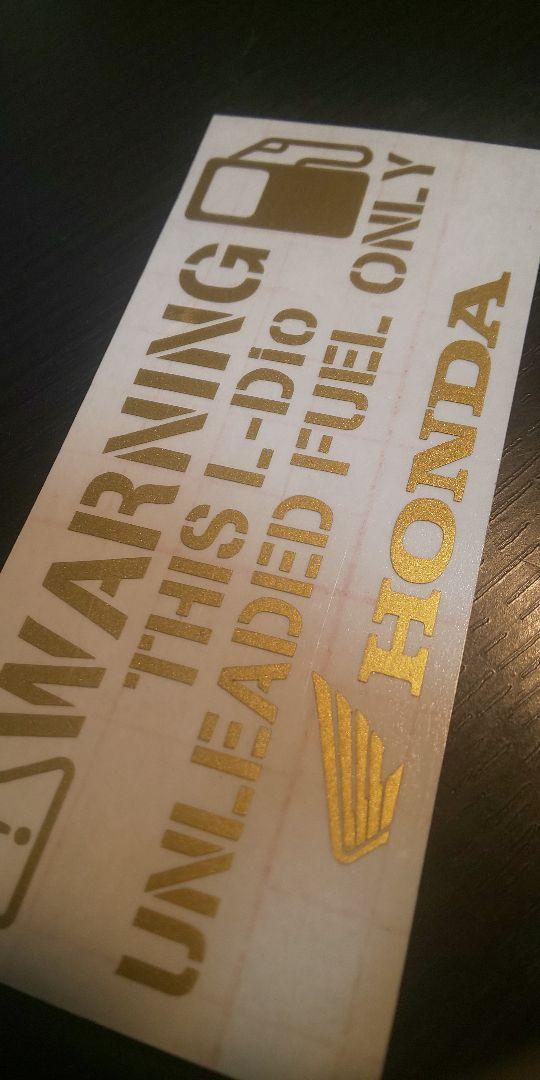 WARNING
THIS L-Dio
UNLEADED FUEL ONLY
HONDA